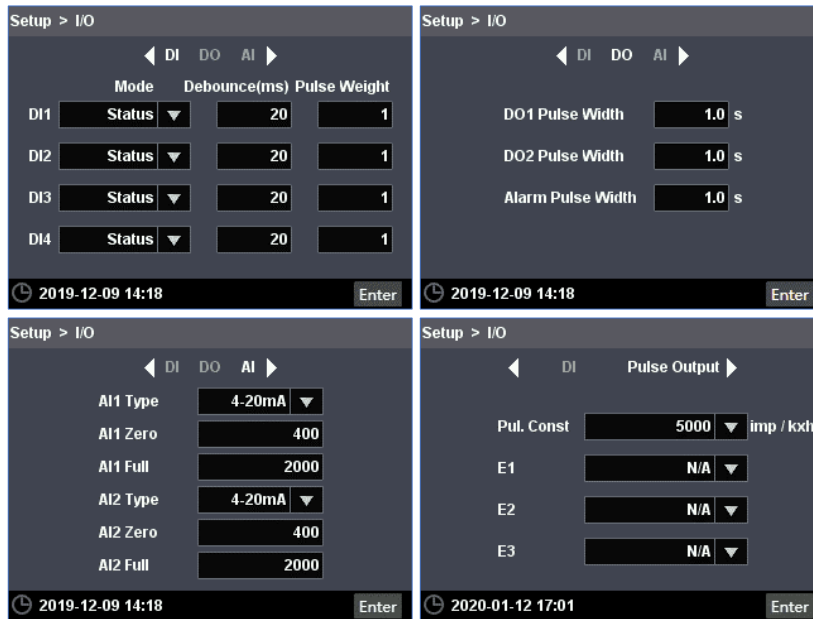 Setup > I/O
DI DO AI
Mode Debounce(ms) Pulse Weight
DI1 Status 20 1
DI2 Status 20 1
DI3 Status 20 1
DI4 Status 20 1
2019-12-09 14:18 Enter
Setup > I/O
DI DO AI
DO1 Pulse Width 1.0 s
DO2 Pulse Width 1.0 s
Alarm Pulse Width 1.0 s
2019-12-09 14:18 Enter
Setup > I/O
DI DO AI
AI1 Type 4-20mA
AI1 Zero 400
AI1 Full 2000
AI2 Type 4-20mA
AI2 Zero 400
AI2 Full 2000
2019-12-09 14:18 Enter
Setup > I/O
DI Pulse Output
Pul. Const 5000 imp / kxh
E1 N/A
E2 N/A
E3 N/A
2020-01-12 17:01 Enter